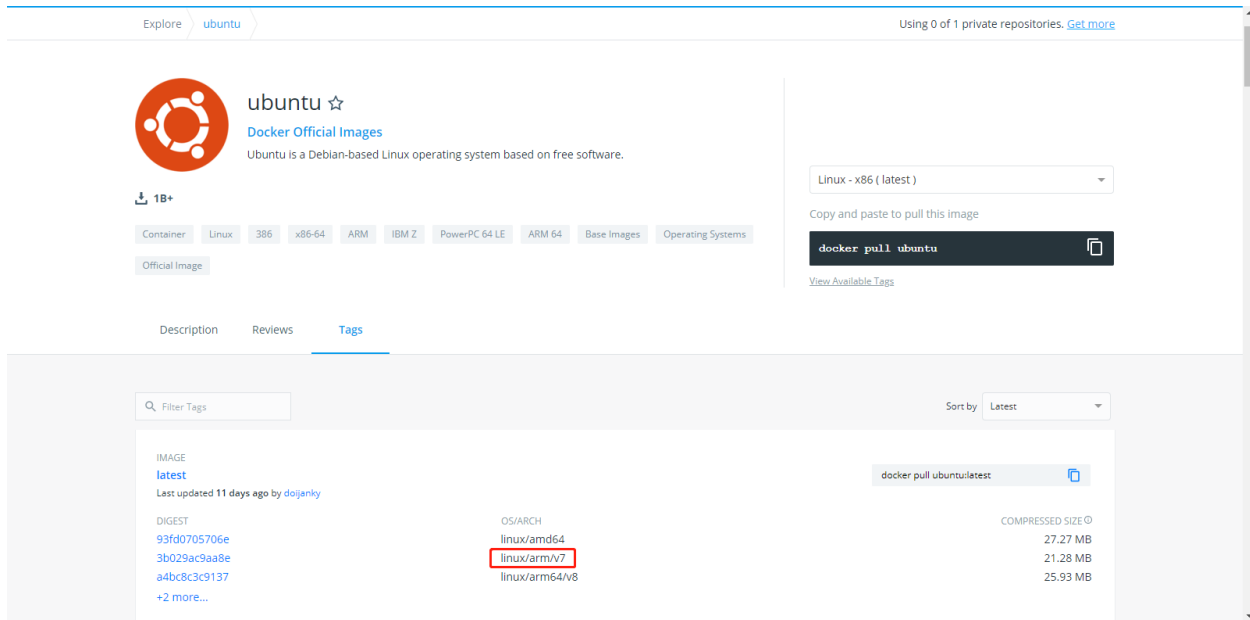 Explore ubuntu Using 0 of 1 private repositories. Get more
ubuntu
Docker Official Images
Ubuntu is a Debian-based Linux operating system based on free software.
1B+
Container Linux 386 x86-64 ARM IBM Z PowerPC 64 LE ARM 64 Base Images Operating Systems
Official Image
Linux - x86 ( latest )
Copy and paste to pull this image
docker pull ubuntu
View Available Tags
Description Reviews Tags
Filter Tags Sort by Latest
IMAGE
latest
Last updated 11 days ago by doijanky
docker pull ubuntu:latest
DIGEST OS/ARCH COMPRESSED SIZE
93fd0705706e linux/amd64 27.27 MB
3b029ac9aa8e linux/arm/v7 21.28 MB
a4bc8c3c9137 linux/arm64/v8 25.93 MB
+2 more...